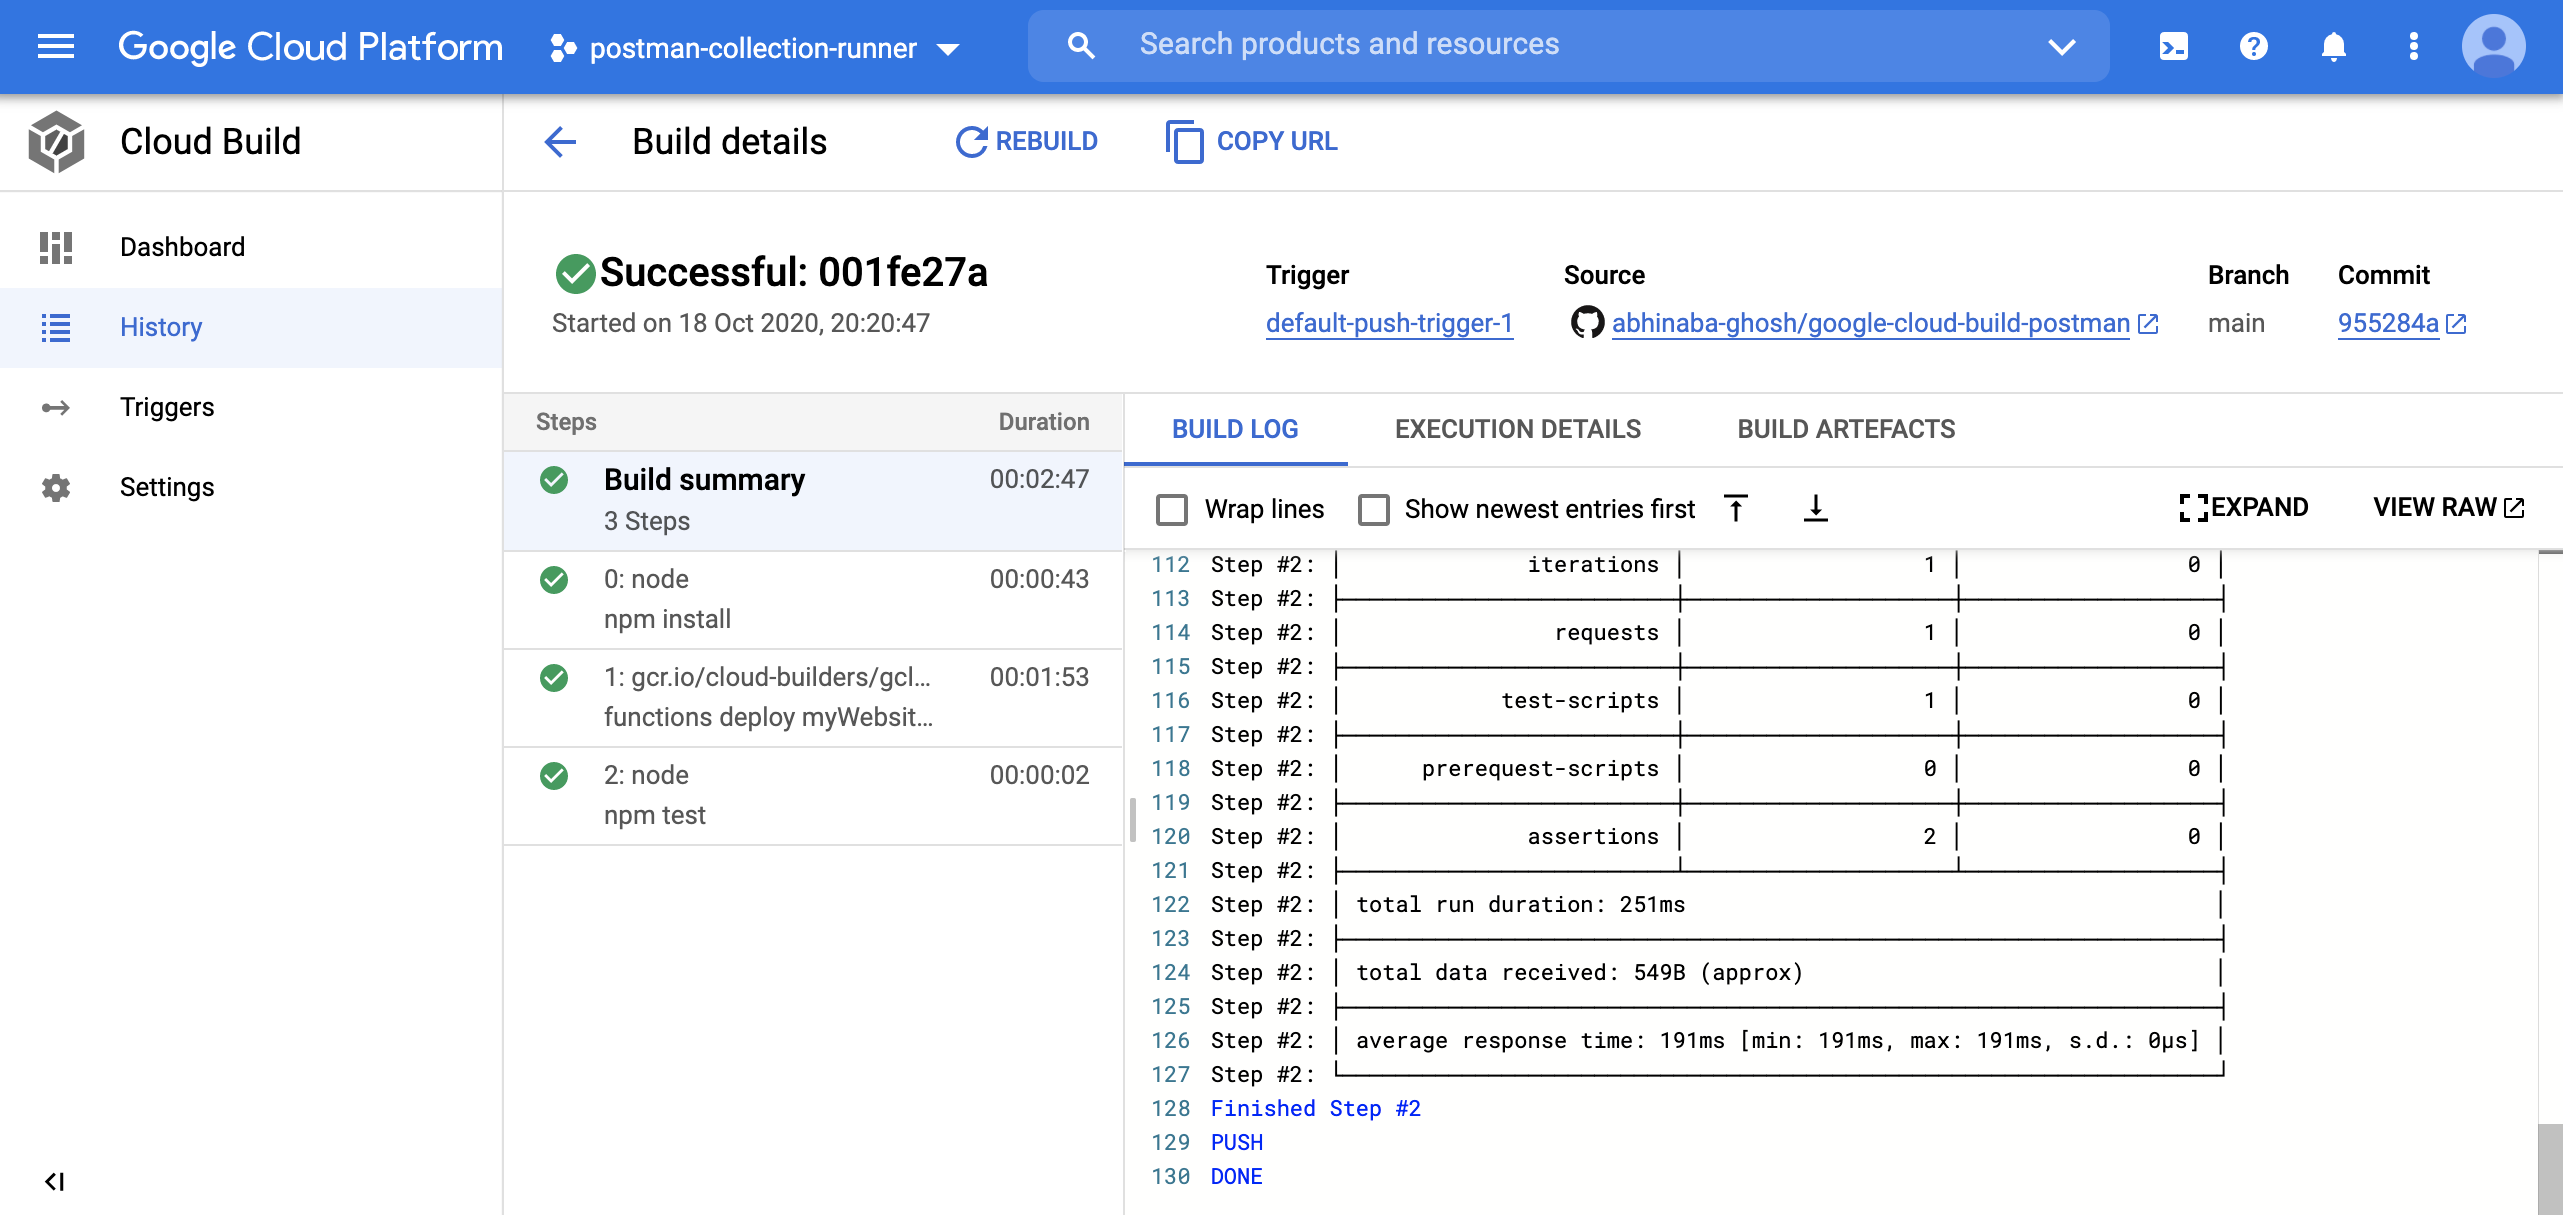 Google Cloud Platform
postman-collection-runner
Search products and resources
Cloud Build
Build details
REBUILD
COPY URL
Dashboard
History
Triggers
Settings
Successful: 001fe27a
Started on 18 Oct 2020, 20:20:47
Trigger
default-push-trigger-1
Source
abhinaba-ghosh/google-cloud-build-postman
Branch
main
Commit
955284a
Steps Duration
Build summary 00:02:47
3 Steps
0: node 00:00:43
npm install
1: gcr.io/cloud-builders/gcl... 00:01:53
functions deploy myWebsit...
2: node 00:00:02
npm test
BUILD LOG EXECUTION DETAILS BUILD ARTEFACTS
Wrap lines Show newest entries first EXPAND VIEW RAW
112 Step #2: │ iterations │ 1 │ 0 │
113 Step #2:
114 Step #2: │ requests │ 1 │ 0 │
115 Step #2:
116 Step #2: │ test-scripts │ 1 │ 0 │
117 Step #2:
118 Step #2: │ prerequest-scripts │ 0 │ 0 │
119 Step #2:
120 Step #2: │ assertions │ 2 │ 0 │
121 Step #2:
122 Step #2: │ total run duration: 251ms │
123 Step #2:
124 Step #2: │ total data received: 549B (approx) │
125 Step #2:
126 Step #2: │ average response time: 191ms [min: 191ms, max: 191ms, s.d.: 0µs] │
127 Step #2:
128 Finished Step #2
129 PUSH
130 DONE